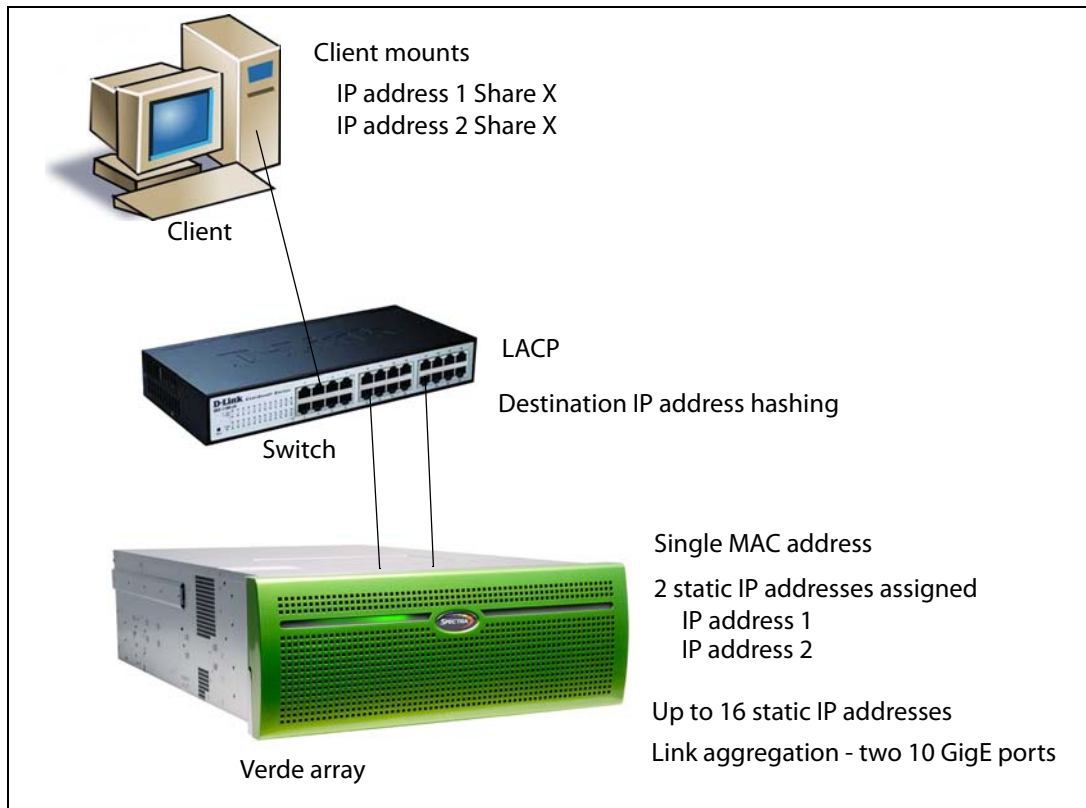 Client mounts
IP address 1 Share X
IP address 2 Share X
Client
LACP
Destination IP address hashing
D-Link
Switch
Single MAC address
2 static IP addresses assigned
IP address 1
IP address 2
SPECTRA
Up to 16 static IP addresses
Link aggregation - two 10 GigE ports
Verde array